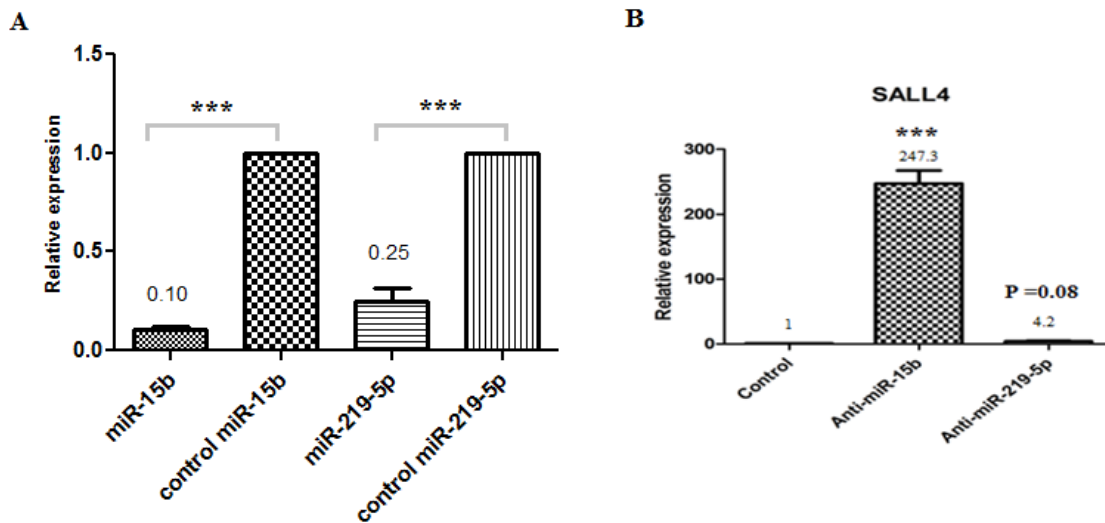 A
1.5
1.0
0.5
0.0
Relative expression
***
***
0.10
0.25
miR-15b
control miR-15b
miR-219-5p
control miR-219-5p
B
SALL4
***
247.3
300
200
100
0
Relative expression
1
P =0.08
4.2
Control
Anti-miR-15b
Anti-miR-219-5p